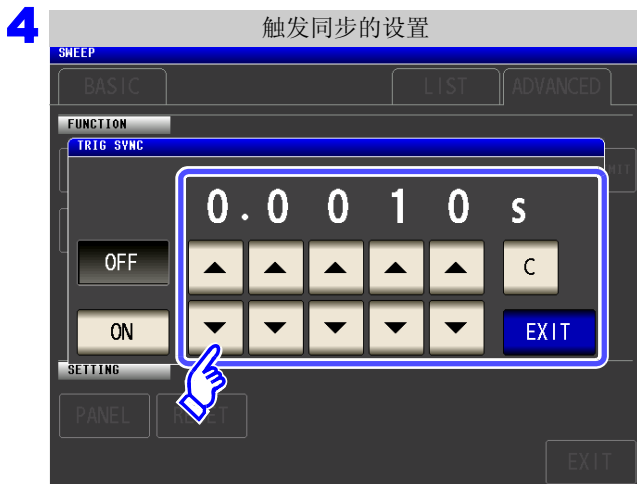 4
触发同步的设置
SWEEP
BASIC
LIST
ADVANCED
FUNCTION
TRIG SYNC
0.0010 s
OFF
C
ON
EXIT
SETTING
PANEL
EXIT